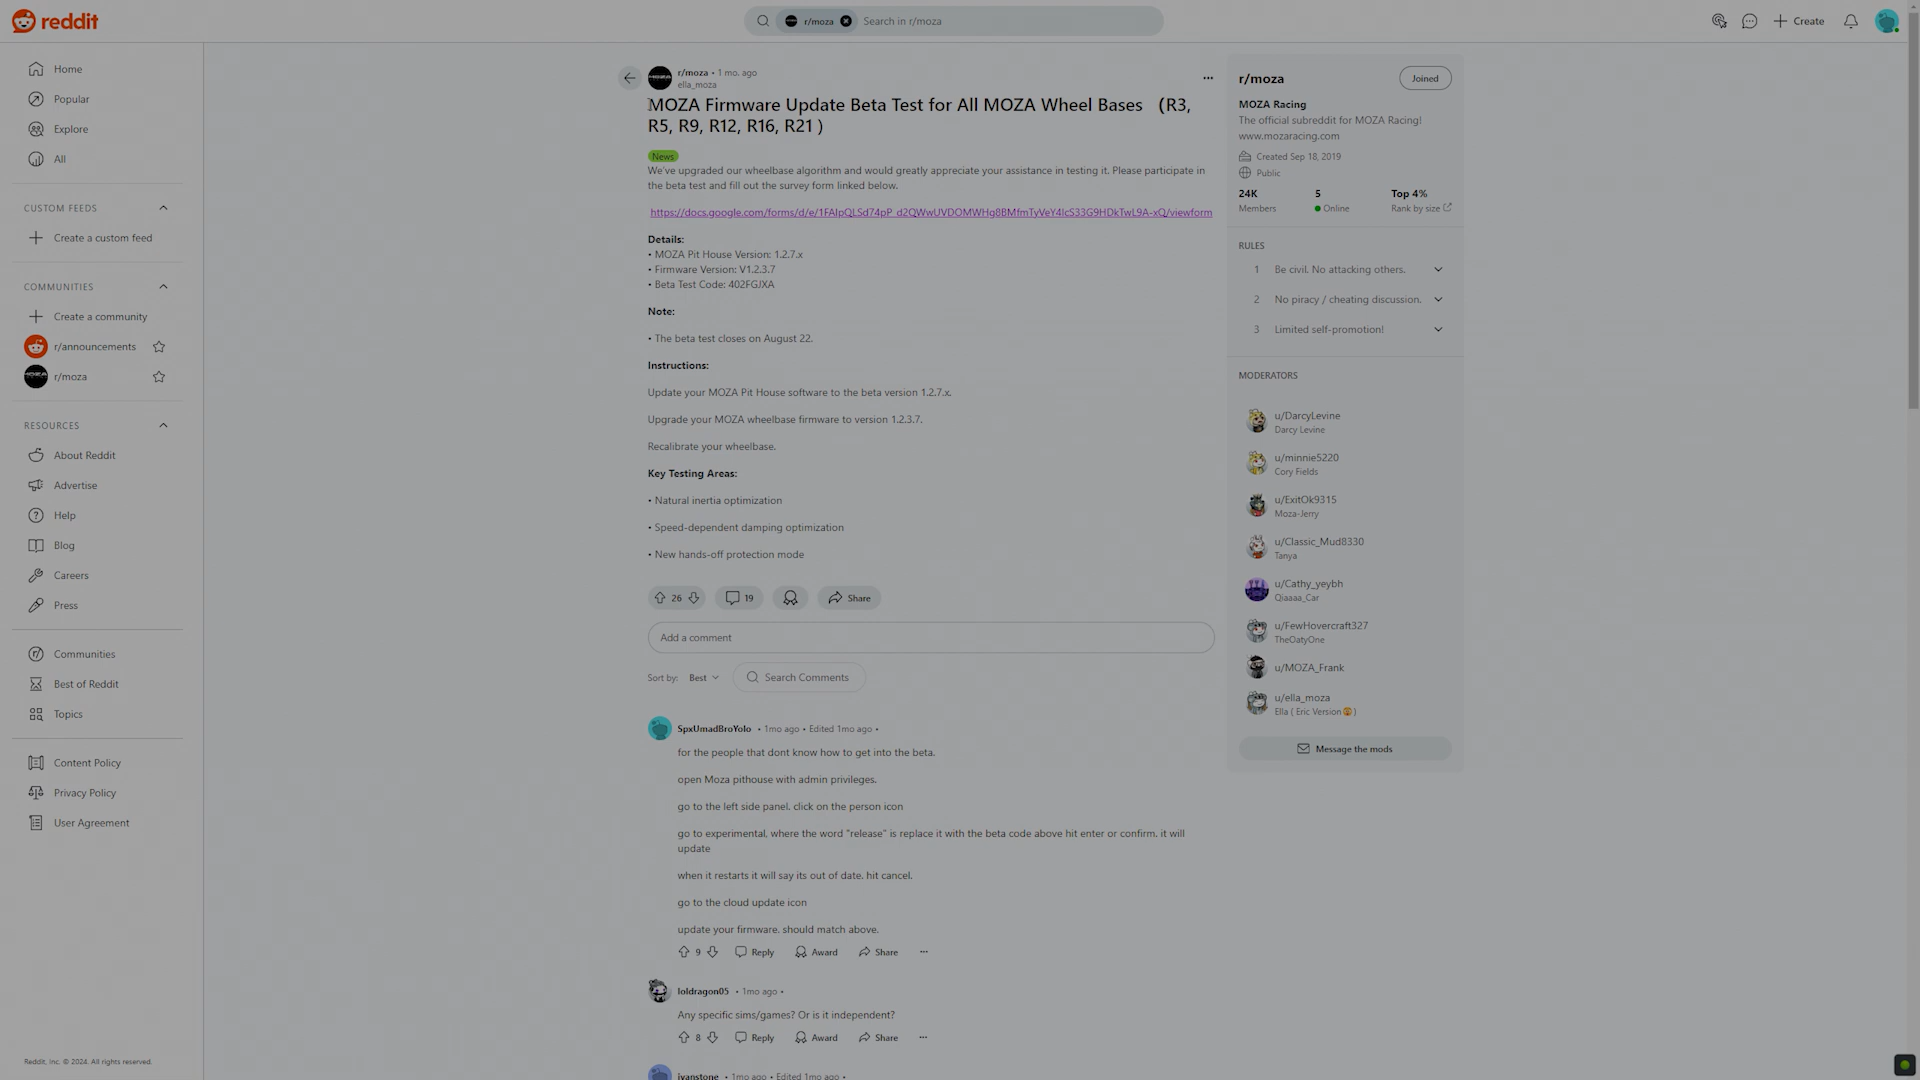 reddit
r/moza
Search in r/moza
Create
Home
Popular
Explore
All
CUSTOM FEEDS
Create a custom feed
COMMUNITIES
Create a community
r/announcements
r/moza
RESOURCES
About Reddit
Advertise
Help
Blog
Careers
Press
Communities
Best of Reddit
Topics
Content Policy
Privacy Policy
User Agreement
Reddit, Inc. © 2024. All rights reserved.
r/moza • 1 mo. ago
ella_moza
MOZA Firmware Update Beta Test for All MOZA Wheel Bases （R3,
R5, R9, R12, R16, R21 )
News
We've upgraded our wheelbase algorithm and would greatly appreciate your assistance in testing it. Please participate in
the beta test and fill out the survey form linked below.
https://docs.google.com/forms/d/e/1FAIpQLSd74pP_d2QWwUVDOMWHg8BMfmTyVeY4lcS33G9HDkTwL9A-xQ/viewform
Details:
• MOZA Pit House Version: 1.2.7.x
• Firmware Version: V1.2.3.7
• Beta Test Code: 402FGJXA
Note:
• The beta test closes on August 22.
Instructions:
Update your MOZA Pit House software to the beta version 1.2.7.x.
Upgrade your MOZA wheelbase firmware to version 1.2.3.7.
Recalibrate your wheelbase.
Key Testing Areas:
• Natural inertia optimization
• Speed-dependent damping optimization
• New hands-off protection mode
26
19
Share
Add a comment
Sort by: Best
Search Comments
SpxUmadBroYolo • 1mo ago • Edited 1mo ago •
for the people that dont know how to get into the beta.
open Moza pithouse with admin privileges.
go to the left side panel. click on the person icon
go to experimental, where the word "release" is replace it with the beta code above hit enter or confirm. it will
update
when it restarts it will say its out of date. hit cancel.
go to the cloud update icon
update your firmware. should match above.
9 Reply Award Share ...
loldragon05 • 1mo ago •
Any specific sims/games? Or is it independent?
8 Reply Award Share ...
ivanstone • 1mo ago • Edited 1mo ago •
r/moza
Joined
MOZA Racing
The official subreddit for MOZA Racing!
www.mozaracing.com
Created Sep 18, 2019
Public
24K 5 Top 4%
Members Online Rank by size
RULES
1 Be civil. No attacking others.
2 No piracy / cheating discussion.
3 Limited self-promotion!
MODERATORS
u/DarcyLevine
Darcy Levine
u/minnie5220
Cory Fields
u/ExitOk9315
Moza-Jerry
u/Classic_Mud8330
Tanya
u/Cathy_yeybh
Qiaaaa_Car
u/FewHovercraft327
TheOatyOne
u/MOZA_Frank
u/ella_moza
Ella ( Eric Version )
Message the mods